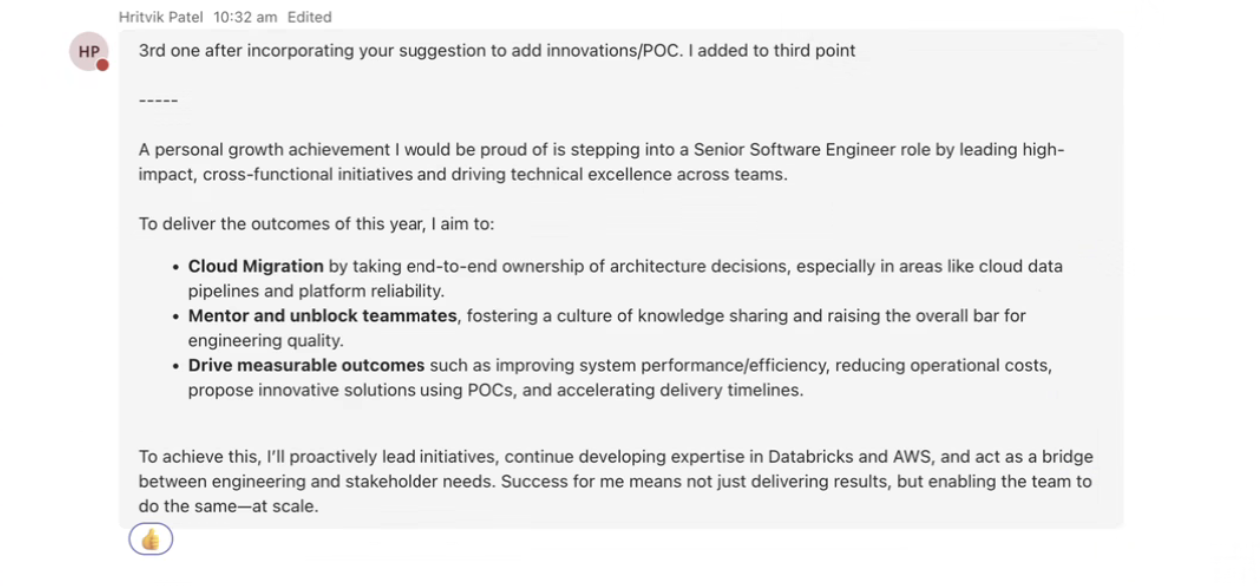 Hritvik Patel 10:32 am Edited
HP
3rd one after incorporating your suggestion to add innovations/POC. I added to third point
-----
A personal growth achievement I would be proud of is stepping into a Senior Software Engineer role by leading high-
impact, cross-functional initiatives and driving technical excellence across teams.
To deliver the outcomes of this year, I aim to:
• Cloud Migration by taking end-to-end ownership of architecture decisions, especially in areas like cloud data
pipelines and platform reliability.
• Mentor and unblock teammates, fostering a culture of knowledge sharing and raising the overall bar for
engineering quality.
• Drive measurable outcomes such as improving system performance/efficiency, reducing operational costs,
propose innovative solutions using POCs, and accelerating delivery timelines.
To achieve this, I’ll proactively lead initiatives, continue developing expertise in Databricks and AWS, and act as a bridge
between engineering and stakeholder needs. Success for me means not just delivering results, but enabling the team to
do the same—at scale.